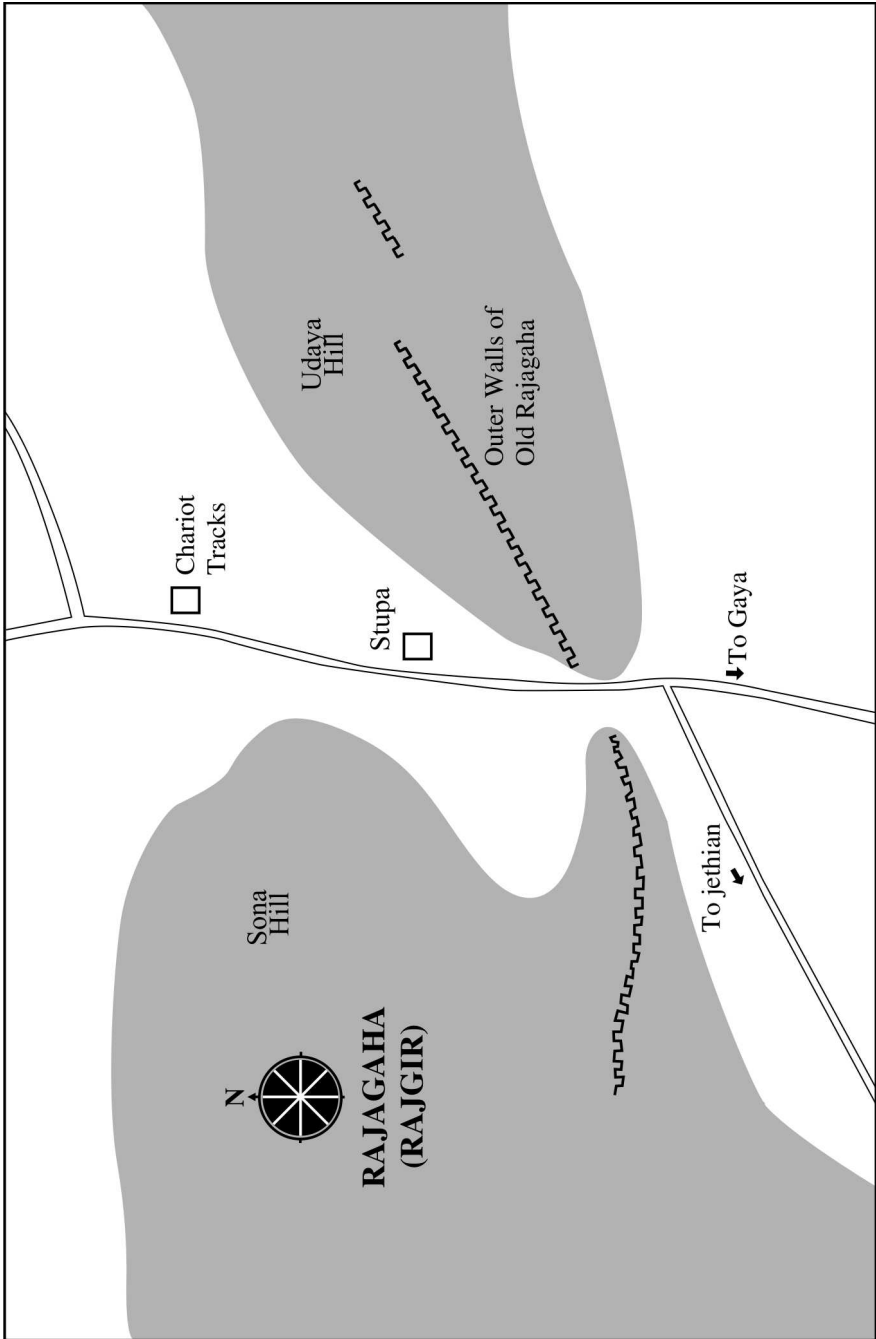 Chariot
Tracks
N
Sona
Hill
Udaya
Hill
RAJAGAHA
(RAJGIR)
Stupa
Outer Walls of
Old Rajagaha
To jethian
To Gaya